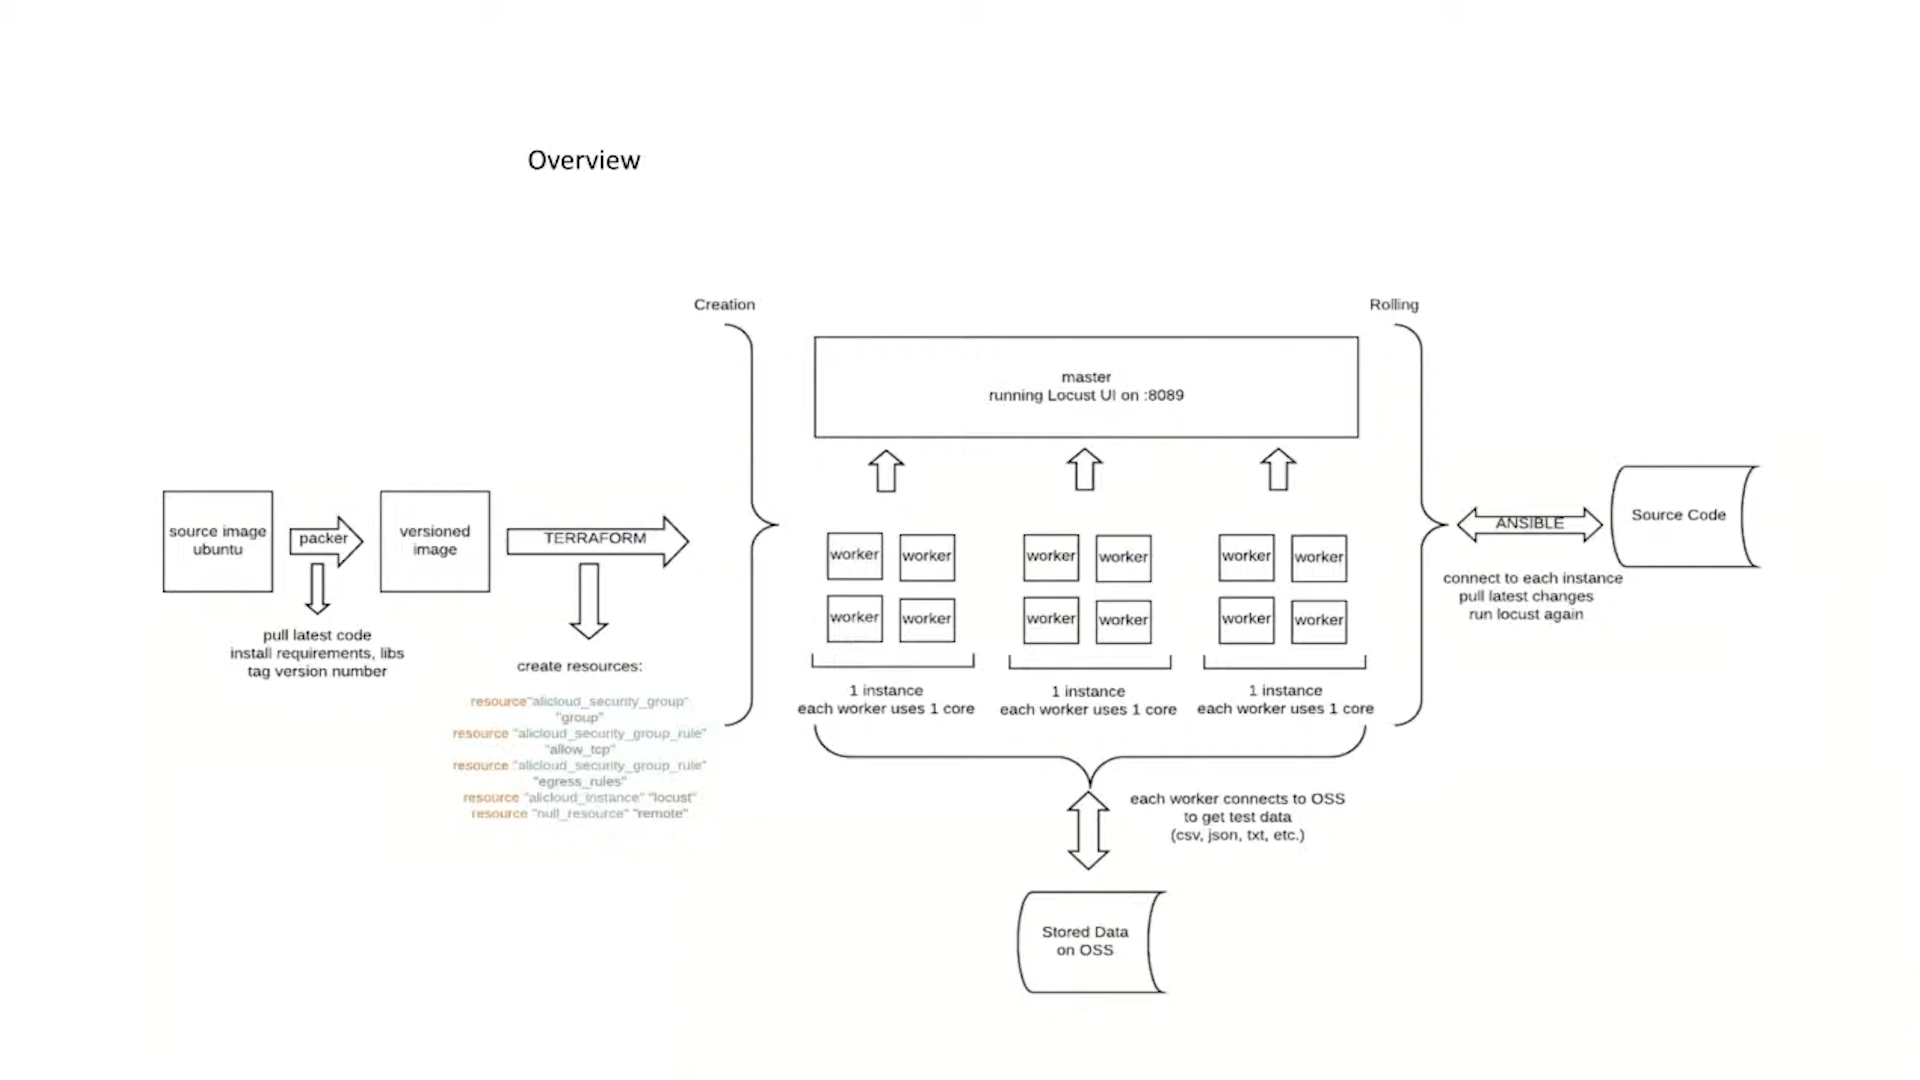 Overview
Creation
Rolling
master
running Locust UI on :8089
source image
ubuntu
packer
versioned
image
TERRAFORM
pull latest code
install requirements, libs
tag version number
create resources:
resource"alicloud_security_group"
"group"
resource "alicloud_security_group_rule"
"allow_tcp"
resource "alicloud_security_group_rule"
"egress_rules"
resource "alicloud_instance" "locust"
resource "null_resource" "remote"
worker worker
worker worker
1 instance
each worker uses 1 core
worker worker
worker worker
1 instance
each worker uses 1 core
worker worker
worker worker
1 instance
each worker uses 1 core
ANSIBLE
Source Code
connect to each instance
pull latest changes
run locust again
each worker connects to OSS
to get test data
(csv, json, txt, etc.)
Stored Data
on OSS